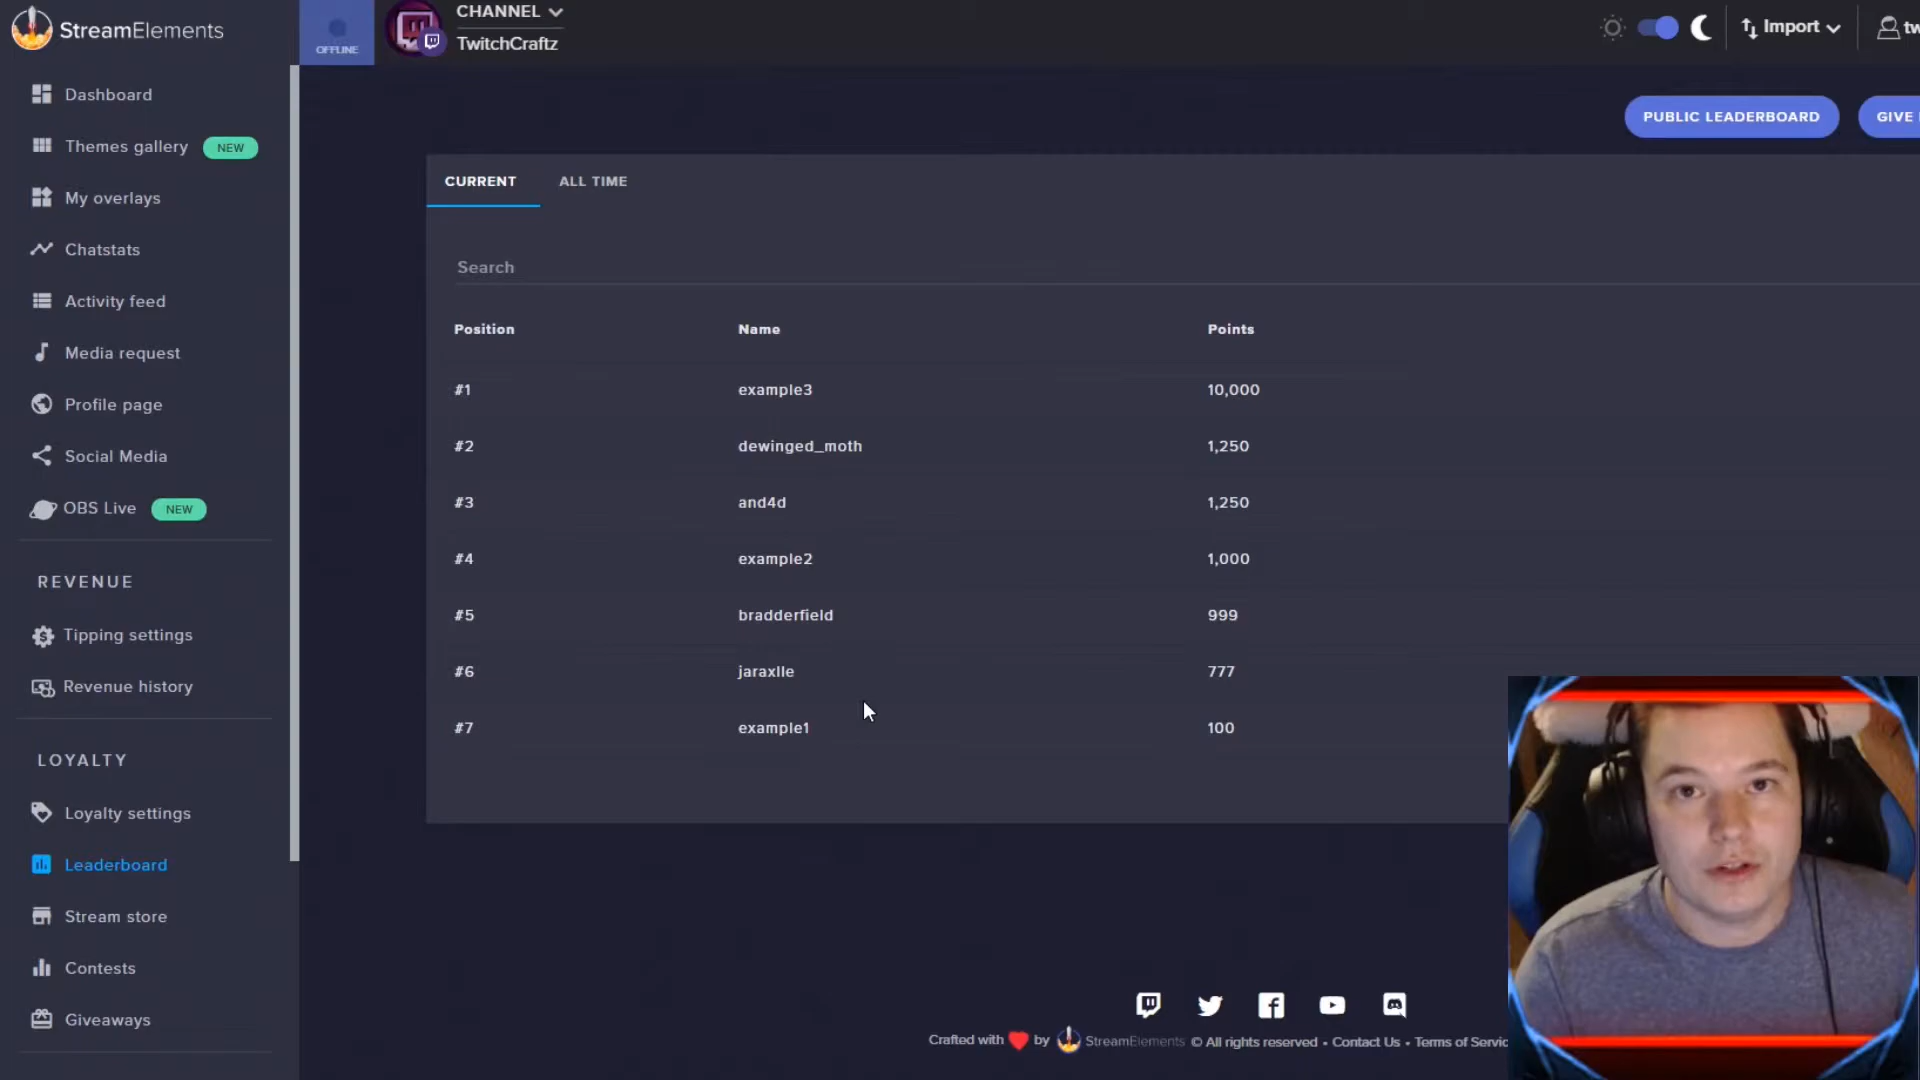 StreamElements
OFFLINE
CHANNEL
TwitchCraftz
Import
tw
Dashboard
Themes gallery NEW
My overlays
Chatstats
Activity feed
Media request
Profile page
Social Media
OBS Live NEW
REVENUE
Tipping settings
Revenue history
LOYALTY
Loyalty settings
Leaderboard
Stream store
Contests
Giveaways
PUBLIC LEADERBOARD
GIVE
CURRENT ALL TIME
Search
Position Name Points
#1 example3 10,000
#2 dewinged_moth 1,250
#3 and4d 1,250
#4 example2 1,000
#5 bradderfield 999
#6 jaraxlle 777
#7 example1 100
Crafted with by StreamElements © All rights reserved • Contact Us • Terms of Servic